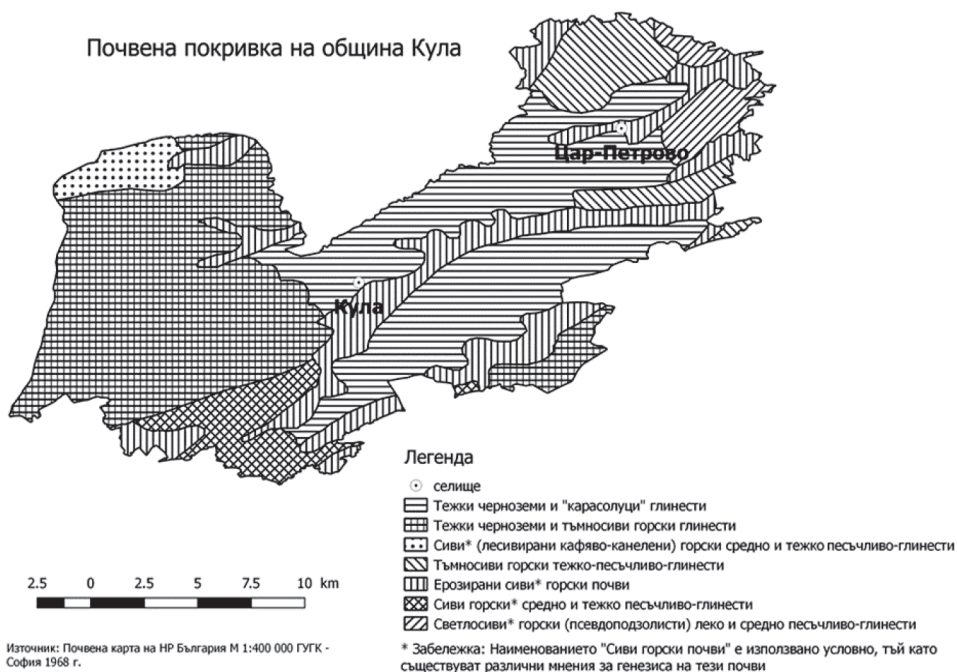 Почвена покривка на община Кула
Цар-Петрово
Кула
Легенда
селище
Тежки черноземи и "карасолуци" глинести
Тежки черноземи и тъмносиви горски глинести
Сиви* (лесивирани кафяво-канелени) горски средно и тежко песъчливо-глинести
Тъмносиви горски тежко-песъчливо-глинести
Ерозирани сиви* горски почви
Сиви горски* средно и тежко песъчливо-глинести
Светлосиви* горски (псевдоподзолисти) леко и средно песъчливо-глинести
2.5 0 2.5 5 7.5 10 km
Източник: Почвена карта на НР България М 1:400 000 ГУГК -
София 1968 г.
* Забележка: Наименованието "Сиви горски почви" е използвано условно, тъй като
съществуват различни мнения за генезиса на тези почви